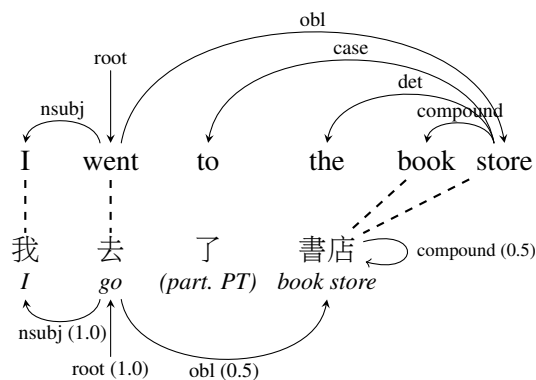 obl
case
root
det
nsubj
compound
I went to the book store
我 去 了 書店
compound (0.5)
I go (part. PT) book store
nsubj (1.0)
root (1.0)
obl (0.5)